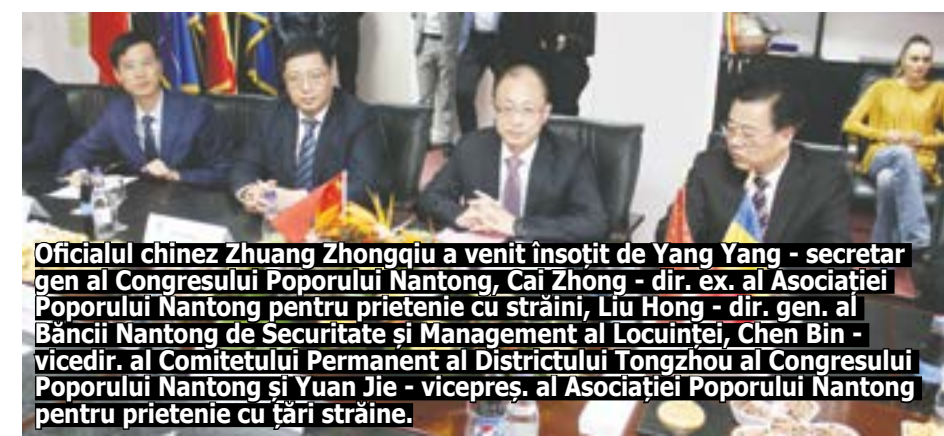 Oficialul chinez Zhuang Zhongqiu a venit însoțit de Yang Yang - secretar
gen al Congresului Poporului Nantong, Cai Zhong - dir. ex. al Asociației
Poporului Nantong pentru prietenie cu străini, Liu Hong - dir. gen. al
Băncii Nantong de Securitate și Management al Locuinței, Chen Bin -
vicedir. al Comitetului Permanent al Districtului Tongzhou al Congresului
Poporului Nantong și Yuan Jie - vicepreș. al Asociației Poporului Nantong
pentru prietenie cu țări străine.